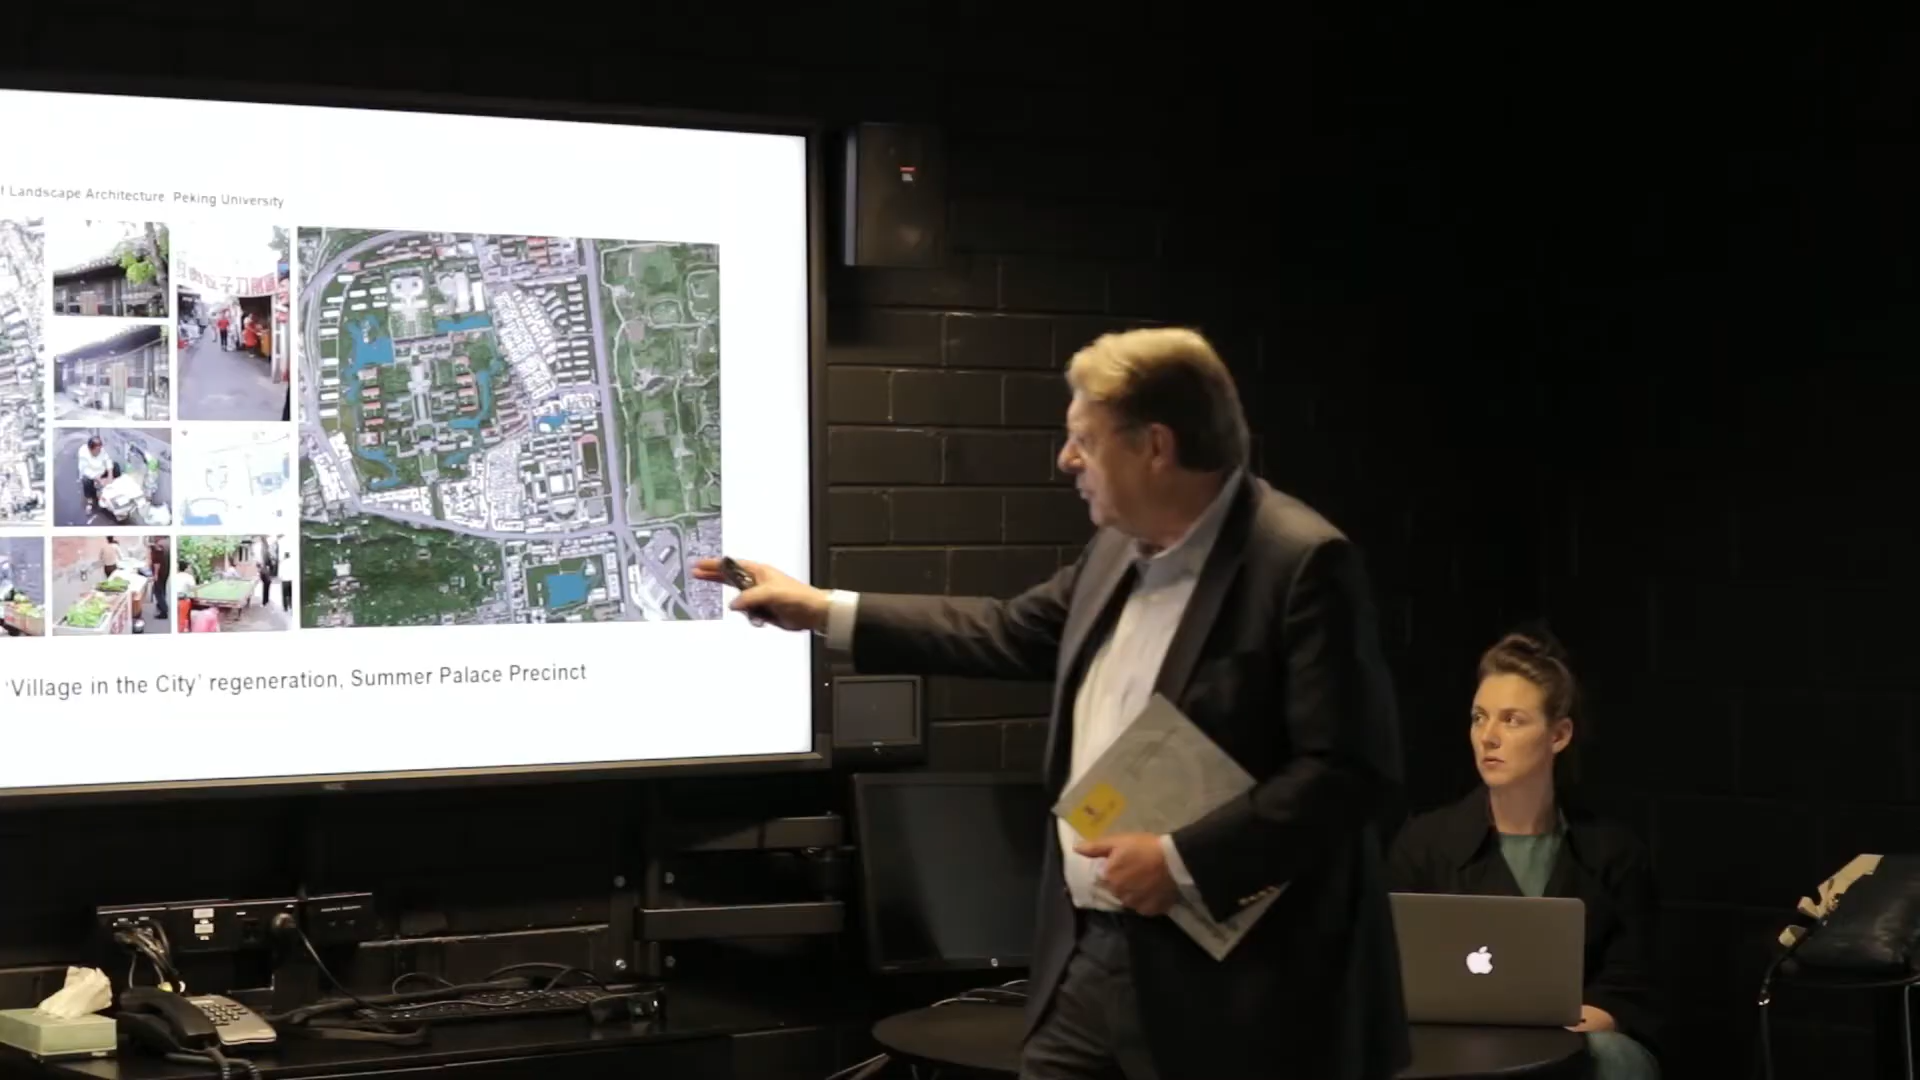 f Landscape Architecture Peking University
'Village in the City' regeneration, Summer Palace Precinct